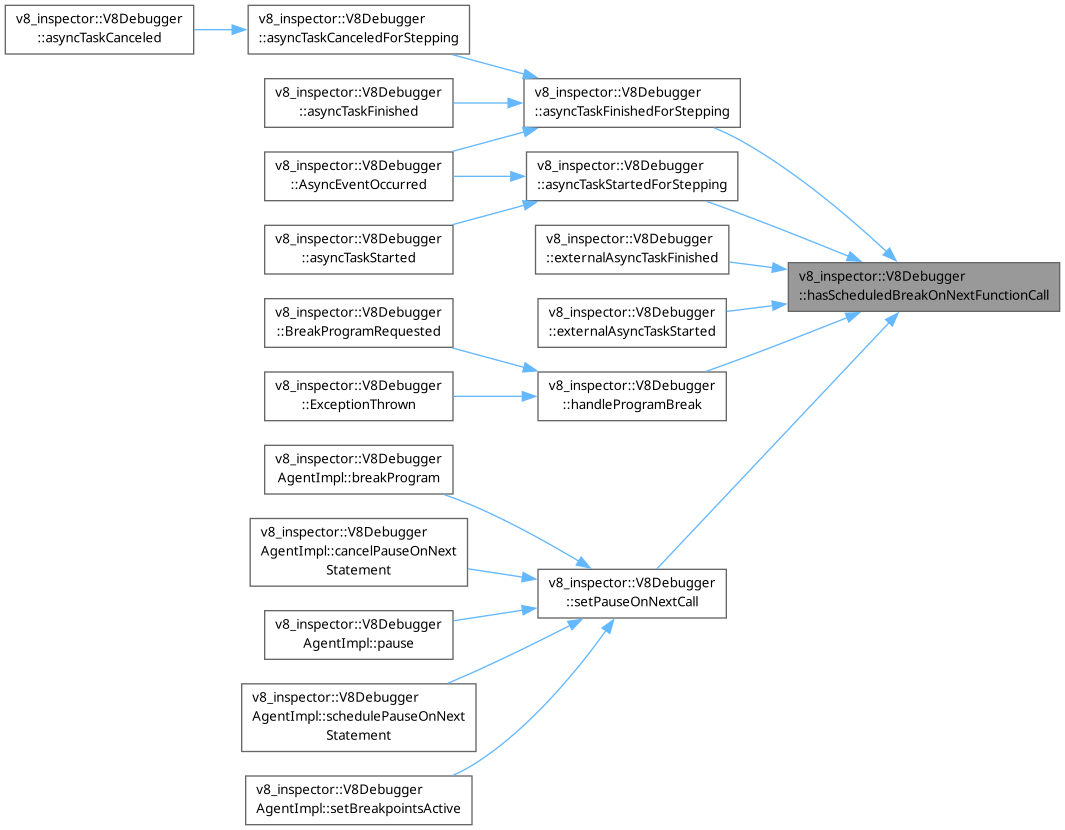 v8_inspector::V8Debugger
::asyncTaskCanceled
v8_inspector::V8Debugger
::asyncTaskCanceledForStepping
v8_inspector::V8Debugger
::asyncTaskFinished
v8_inspector::V8Debugger
::asyncTaskFinishedForStepping
v8_inspector::V8Debugger
::AsyncEventOccurred
v8_inspector::V8Debugger
::asyncTaskStartedForStepping
v8_inspector::V8Debugger
::asyncTaskStarted
v8_inspector::V8Debugger
::externalAsyncTaskFinished
v8_inspector::V8Debugger
::hasScheduledBreakOnNextFunctionCall
v8_inspector::V8Debugger
::BreakProgramRequested
v8_inspector::V8Debugger
::externalAsyncTaskStarted
v8_inspector::V8Debugger
::ExceptionThrown
v8_inspector::V8Debugger
::handleProgramBreak
v8_inspector::V8Debugger
AgentImpl::breakProgram
v8_inspector::V8Debugger
AgentImpl::cancelPauseOnNext
Statement
v8_inspector::V8Debugger
::setPauseOnNextCall
v8_inspector::V8Debugger
AgentImpl::pause
v8_inspector::V8Debugger
AgentImpl::schedulePauseOnNext
Statement
v8_inspector::V8Debugger
AgentImpl::setBreakpointsActive